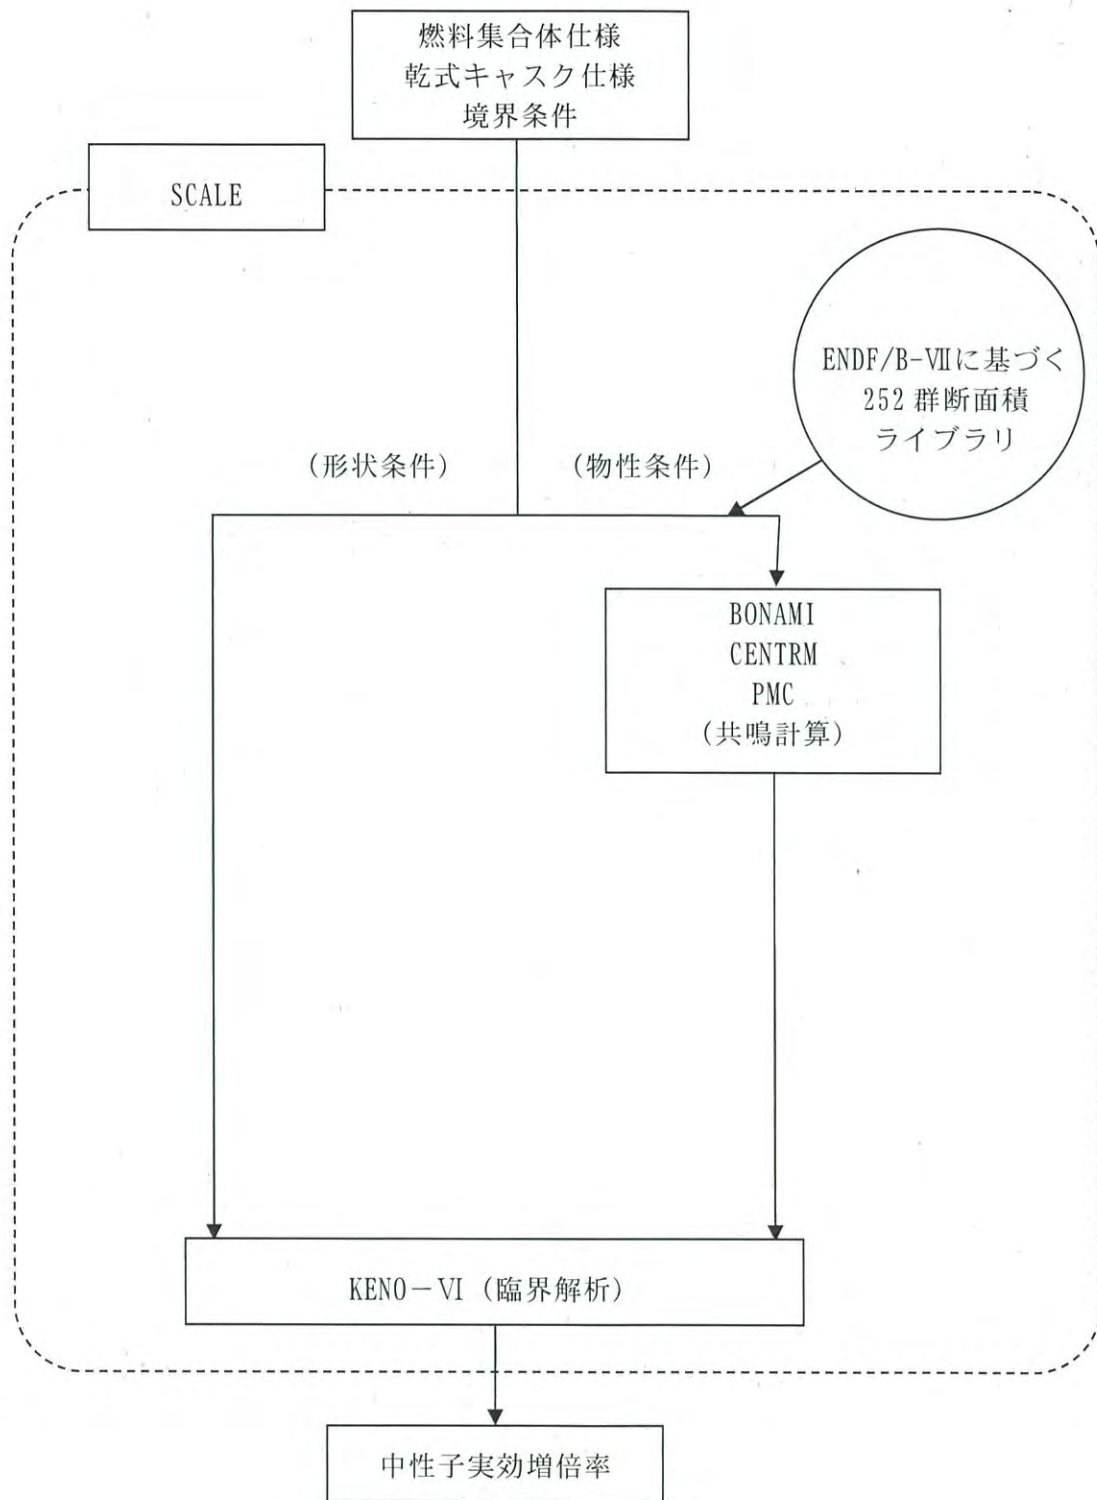 燃料集合体仕様
乾式キャスク仕様
境界条件
SCALE
ENDF/B-Ⅶに基づく
252 群断面積
ライブラリ
(形状条件)
(物性条件)
BONAMI
CENTRM
PMC
(共鳴計算)
KENO－Ⅵ (臨界解析)
中性子実効増倍率